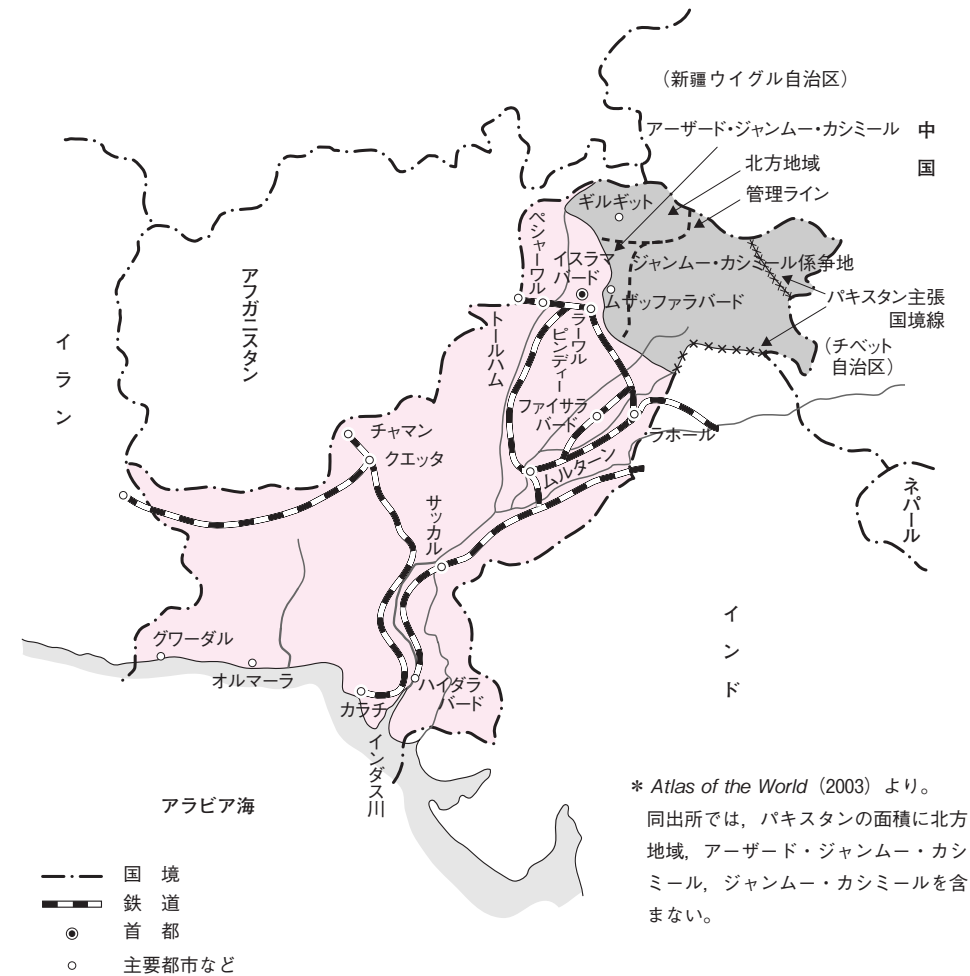 （新疆ウイグル自治区）
アーザード・ジャンムー・カシミール
中国
北方地域
管理ライン
ギルギット
ペシャーワル
イスラマ
バード
ジャンムー・カシミール係争地
ムザッファラバード
パキスタン主張
国境線
（チベット
自治区）
アフガニスタン
イラン
トールハム
ラーワル
ピンディー
ファイサラ
バード
ラホール
チャマン
クエッタ
ムルターン
サッカル
ネパール
インド
グワーダル
オルマーラ
カラチ
ハイダラ
バード
インダス川
アラビア海
＊ Atlas of the World（2003）より。
同出所では，パキスタンの面積に北方
地域，アーザード・ジャンムー・カシ
ミール，ジャンムー・カシミールを含
まない。
国　境
鉄　道
首　都
主要都市など